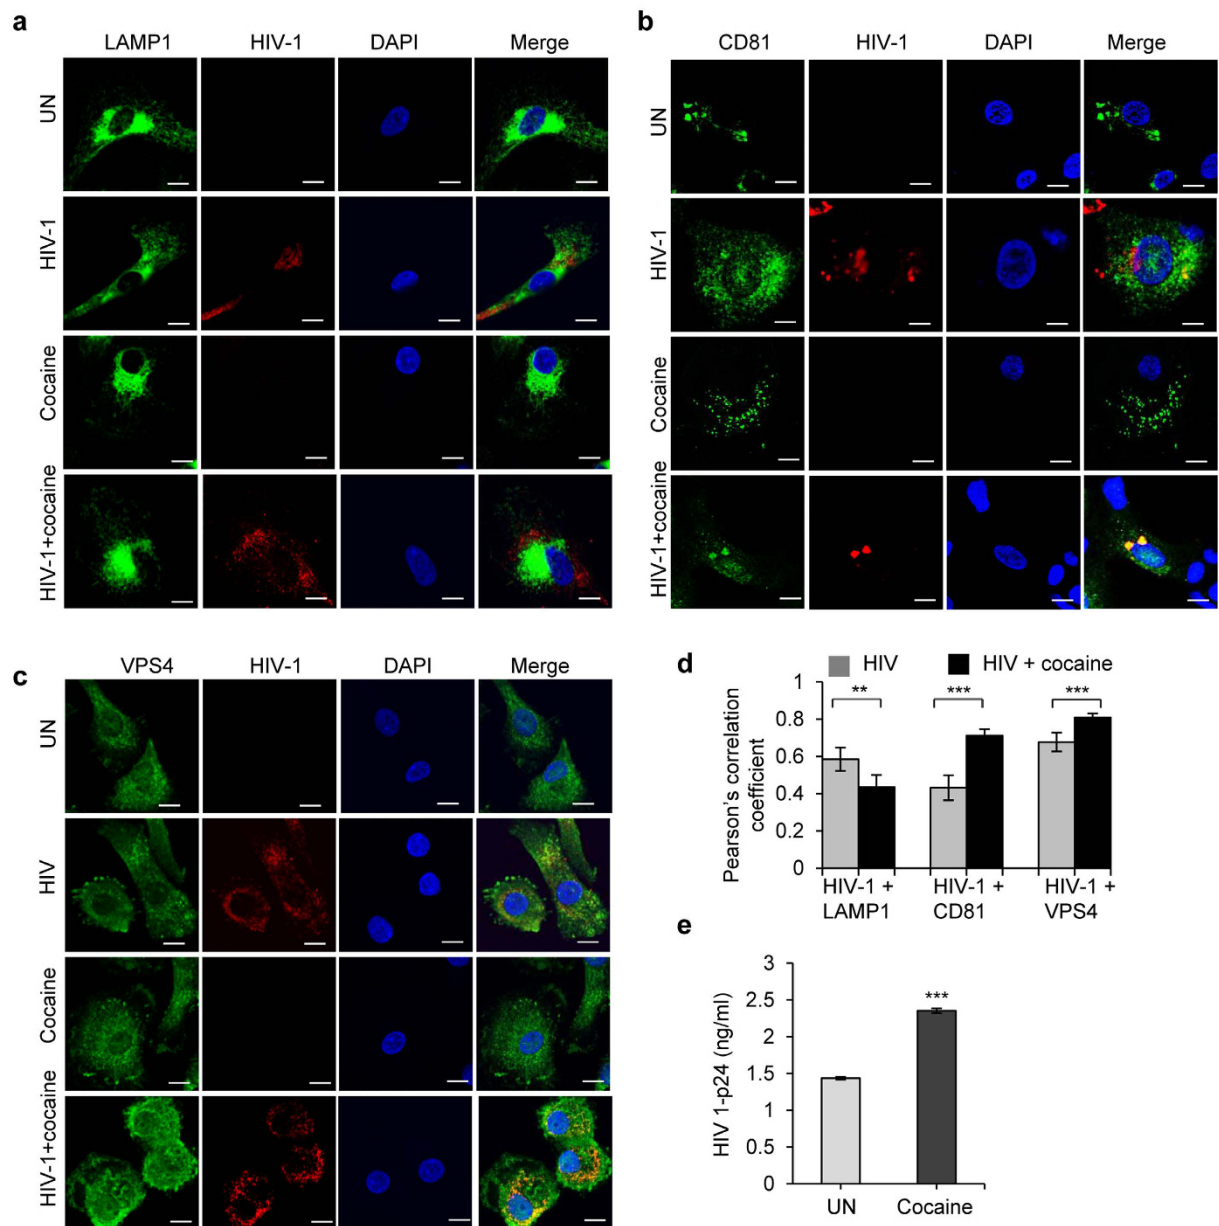 a
LAMP1 HIV-1 DAPI Merge
UN
HIV-1
Cocaine
HIV-1+cocaine
b
CD81 HIV-1 DAPI Merge
UN
HIV-1
Cocaine
HIV-1+cocaine
c
VPS4 HIV-1 DAPI Merge
UN
HIV
Cocaine
HIV-1+cocaine
d
HIV HIV + cocaine
Pearson's correlation
coefficient
1
0.8
0.6
0.4
0.2
0
** *** ***
HIV-1 + HIV-1 + HIV-1 +
LAMP1 CD81 VPS4
e
HIV 1-p24 (ng/ml)
3
2.5
2
1.5
1
0.5
0
***
UN Cocaine